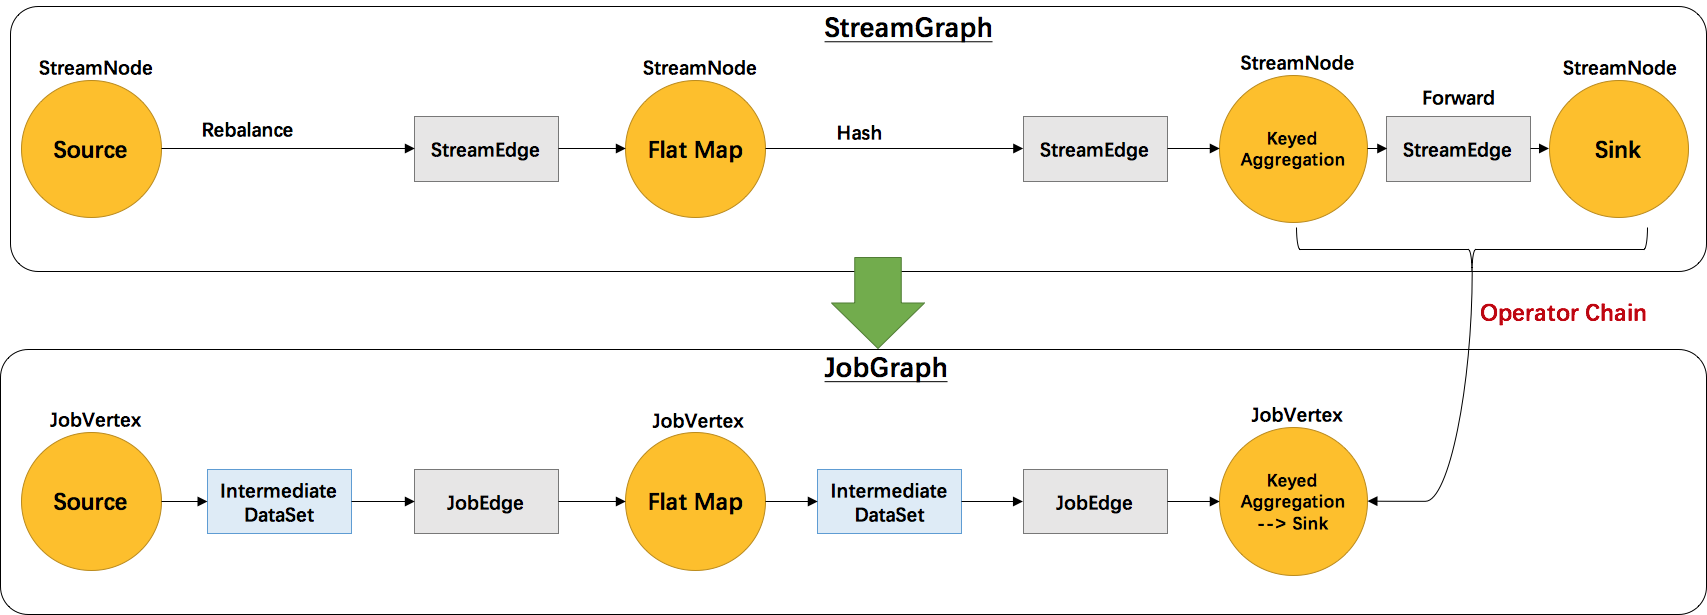 StreamGraph
StreamNode
Source
Rebalance
StreamEdge
StreamNode
Flat Map
Hash
StreamEdge
StreamNode
Keyed
Aggregation
Forward
StreamEdge
StreamNode
Sink
Operator Chain
JobGraph
JobVertex
Source
Intermediate
DataSet
JobEdge
JobVertex
Flat Map
Intermediate
DataSet
JobEdge
JobVertex
Keyed
Aggregation
--> Sink